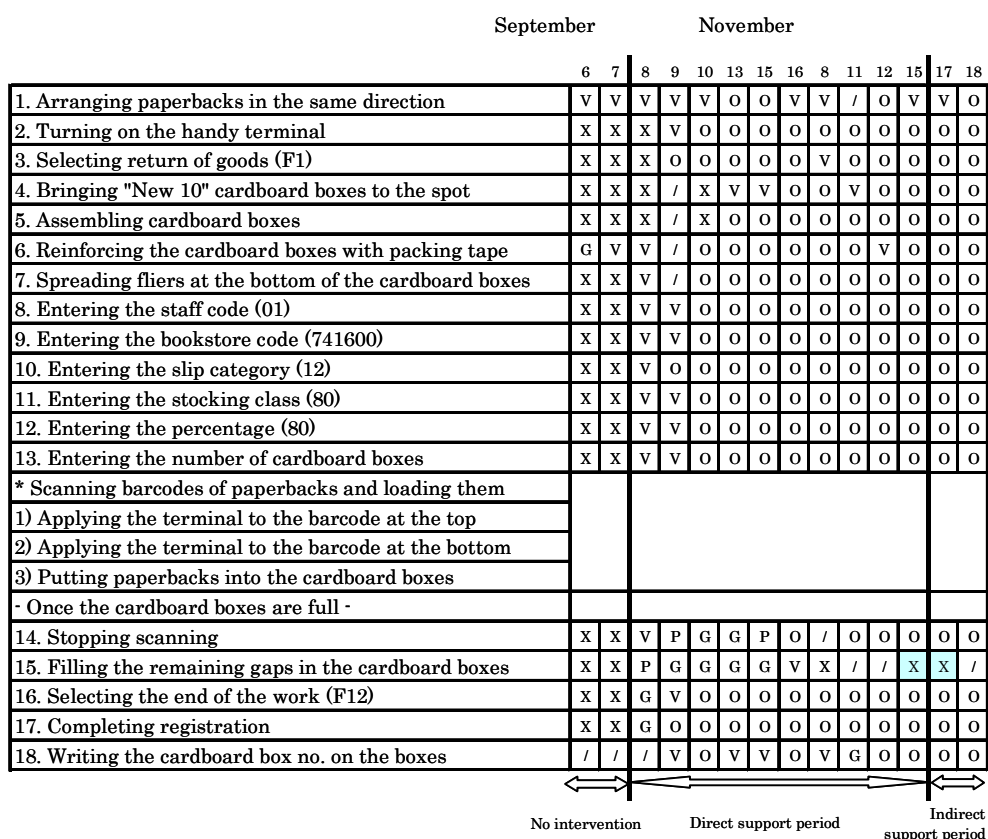 September November
6 7 8 9 10 13 15 16 8 11 12 15 17 18
1. Arranging paperbacks in the same direction V V V V V O O V V / O V V O
2. Turning on the handy terminal X X X V O O O O O O O O O O
3. Selecting return of goods (F1) X X X O O O O O V O O O O O
4. Bringing "New 10" cardboard boxes to the spot X X X / X V V O O V O O O O
5. Assembling cardboard boxes X X X / X O O O O O O O O O
6. Reinforcing the cardboard boxes with packing tape G V V / O O O O O O V O O O
7. Spreading fliers at the bottom of the cardboard boxes X X V / O O O O O O O O O O
8. Entering the staff code (01) X X V V O O O O O O O O O O
9. Entering the bookstore code (741600) X X V V O O O O O O O O O O
10. Entering the slip category (12) X X V O O O O O O O O O O O
11. Entering the stocking class (80) X X V V O O O O O O O O O O
12. Entering the percentage (80) X X V V O O O O O O O O O O
13. Entering the number of cardboard boxes X X V V O O O O O O O O O O
* Scanning barcodes of paperbacks and loading them
1) Applying the terminal to the barcode at the top
2) Applying the terminal to the barcode at the bottom
3) Putting paperbacks into the cardboard boxes
- Once the cardboard boxes are full -
14. Stopping scanning X X V P G G P O / O O O O O
15. Filling the remaining gaps in the cardboard boxes X X P G G G G V X / / X X /
16. Selecting the end of the work (F12) X X G V O O O O O O O O O O
17. Completing registration X X G O O O O O O O O O O O
18. Writing the cardboard box no. on the boxes / / / V O V V O V G O O O O
No intervention Direct support period Indirect
support period